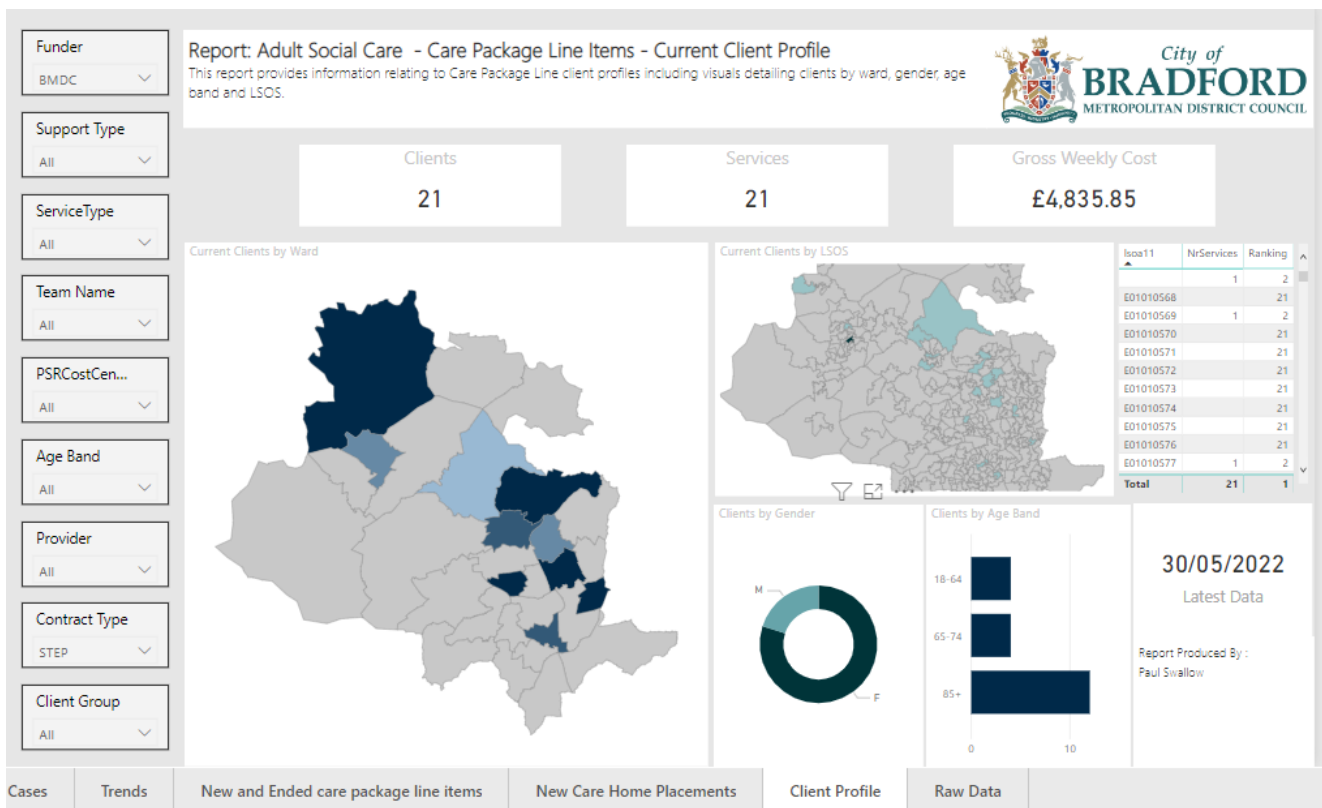 Funder
BMDC
Support Type
All
ServiceType
All
Team Name
All
PSRCostCen...
All
Age Band
All
Provider
All
Contract Type
STEP
Client Group
All
Report: Adult Social Care - Care Package Line Items - Current Client Profile
This report provides information relating to Care Package Line client profiles including visuals detailing clients by ward, gender, age
band and LSOS.
City of
BRADFORD
METROPOLITAN DISTRICT COUNCIL
Clients
21
Services
21
Gross Weekly Cost
£4,835.85
Current Clients by Ward
Current Clients by LSOS
lsoa11 NrServices Ranking
1 2
E01010568 21
E01010569 1 2
E01010570 21
E01010571 21
E01010572 21
E01010573 21
E01010574 21
E01010575 21
E01010576 21
E01010577 1 2
Total 21 1
Clients by Gender
M
F
Clients by Age Band
18-64
65-74
85+
0 10
30/05/2022
Latest Data
Report Produced By :
Paul Swallow
Cases Trends New and Ended care package line items New Care Home Placements Client Profile Raw Data